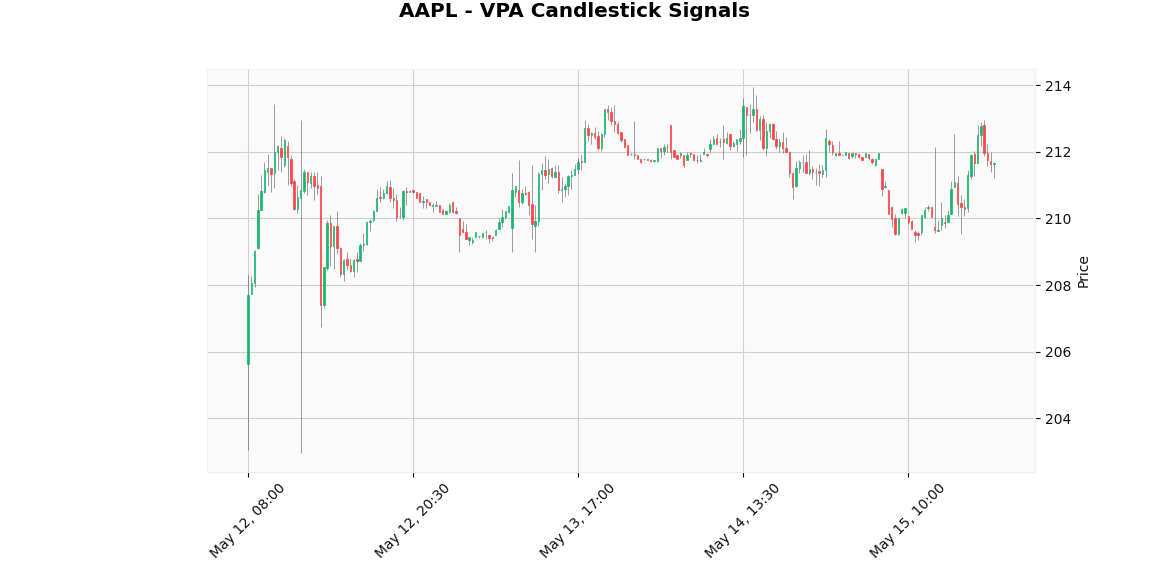 AAPL - VPA Candlestick Signals
214
212
210
208
206
204
Price
May 12, 08:00
May 12, 20:30
May 13, 17:00
May 14, 13:30
May 15, 10:00